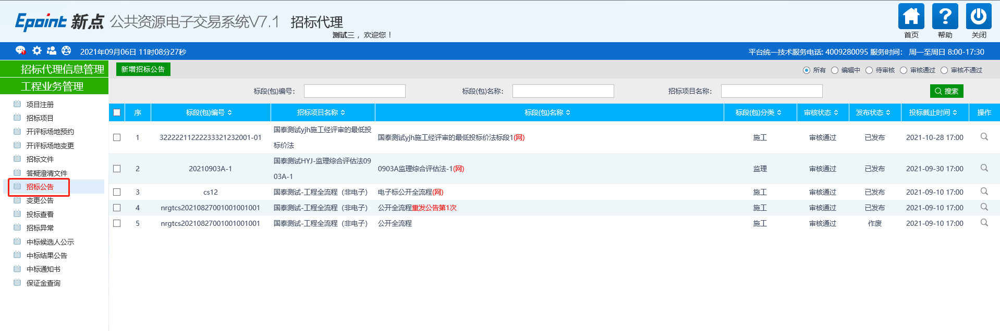 Epoint 新点 公共资源电子交易系统V7.1 招标代理
测试三，欢迎您！
首页 帮助 关闭
2021年09月06日 11时08分27秒
平台统一技术服务电话: 4009280095 服务时间： 周一至周日 8:00-17:30
招标代理信息管理
工程业务管理
项目注册
招标项目
开评标场地预约
开评标场地变更
招标文件
答疑澄清文件
招标公告
变更公告
投标查看
招标异常
中标候选人公示
中标结果公告
中标通知书
保证金查询
新增招标公告
所有 编辑中 待审核 审核通过 审核不通过
标段(包)编号： 标段(包)名称： 招标项目名称： 搜索
序 标段(包)编号 招标项目名称 标段(包)名称 标段(包)分类 审核状态 发布状态 投标截止时间 操作
1 32222211222233321232001-01 国泰测试yjh施工经评审的最低投
标价法 国泰测试yjh施工经评审的最低投标价法标段1(网) 施工 审核通过 已发布 2021-10-28 17:00
2 20210903A-1 国泰测试HYJ-监理综合评估法09
03A-1 0903A监理综合评估法-1(网) 监理 审核通过 已发布 2021-09-30 17:00
3 cs12 国泰测试-工程全流程（非电子） 电子标公开全流程(网) 施工 审核通过 已发布 2021-09-10 17:00
4 nrgtcs20210827001001001001 国泰测试-工程全流程（非电子） 公开全流程重发公告第1次 施工 审核通过 已发布 2021-09-10 17:00
5 nrgtcs20210827001001001001 国泰测试-工程全流程（非电子） 公开全流程 施工 审核通过 作废 2021-09-10 17:00